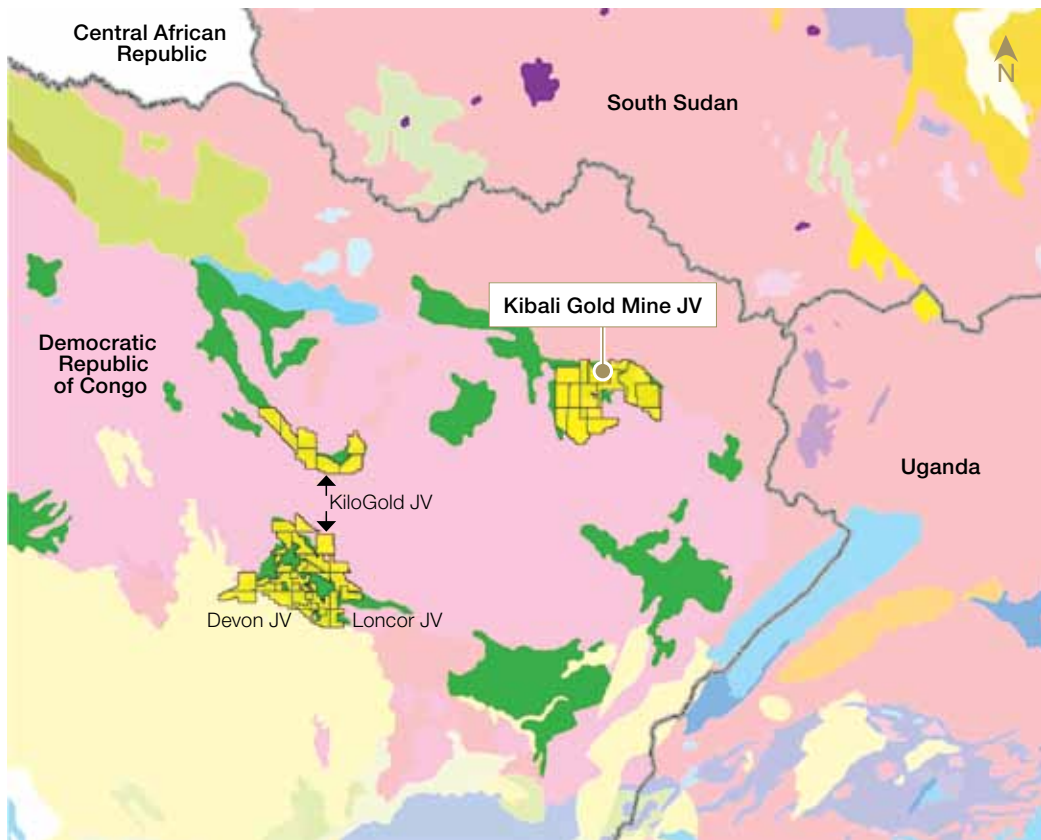 Central African
Republic
N
South Sudan
Kibali Gold Mine JV
Democratic
Republic
of Congo
Uganda
KiloGold JV
Devon JV
Loncor JV